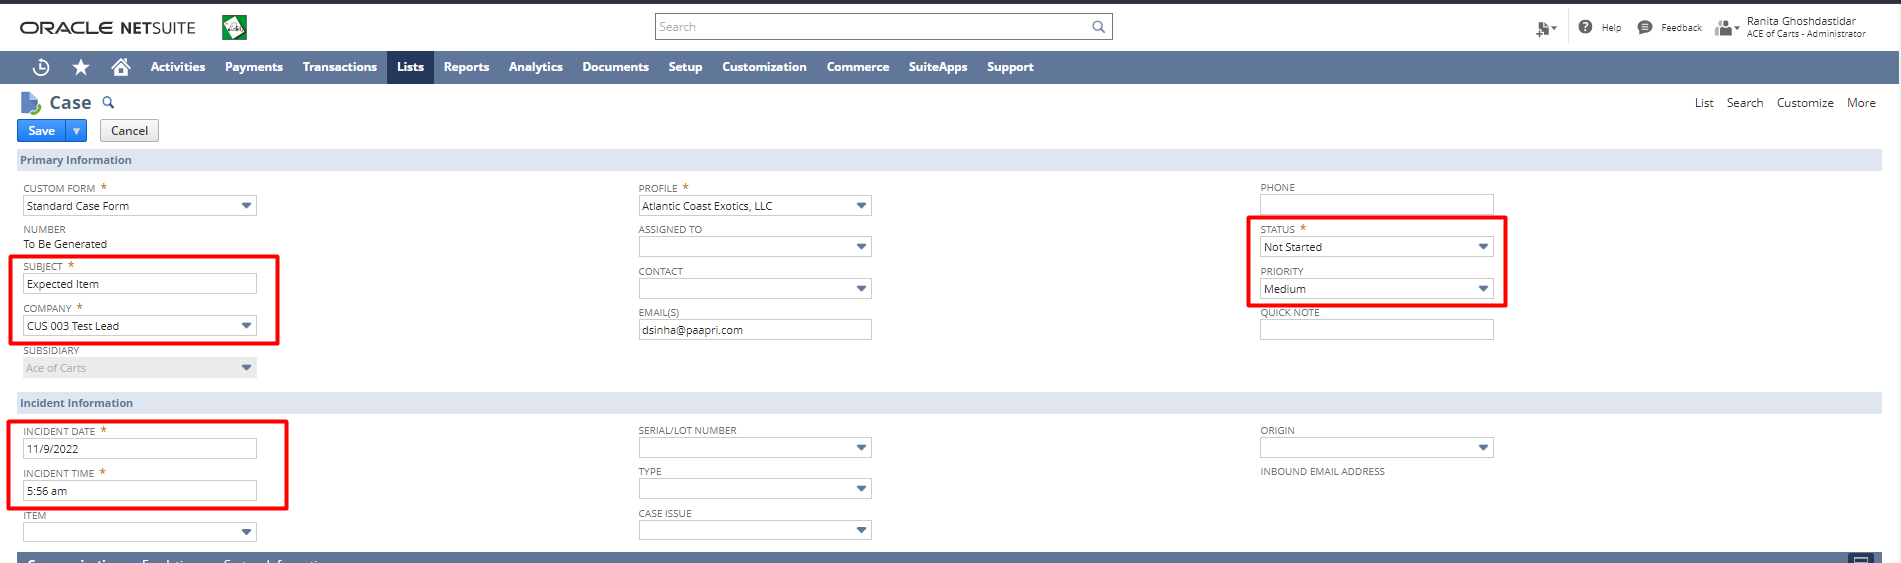 ORACLE NETSUITE
Search
Help
Feedback
Ranita Ghoshdastidar
ACE of Carts - Administrator
Activities Payments Transactions Lists Reports Analytics Documents Setup Customization Commerce SuiteApps Support
Case
List Search Customize More
Save Cancel
Primary Information
CUSTOM FORM *
Standard Case Form
NUMBER
To Be Generated
SUBJECT *
Expected Item
COMPANY *
CUS 003 Test Lead
SUBSIDIARY
Ace of Carts
PROFILE *
Atlantic Coast Exotics, LLC
ASSIGNED TO
CONTACT
EMAIL(S)
dsinha@paapri.com
PHONE
STATUS *
Not Started
PRIORITY
Medium
QUICK NOTE
Incident Information
INCIDENT DATE *
11/9/2022
INCIDENT TIME *
5:56 am
ITEM
SERIAL/LOT NUMBER
TYPE
CASE ISSUE
ORIGIN
INBOUND EMAIL ADDRESS